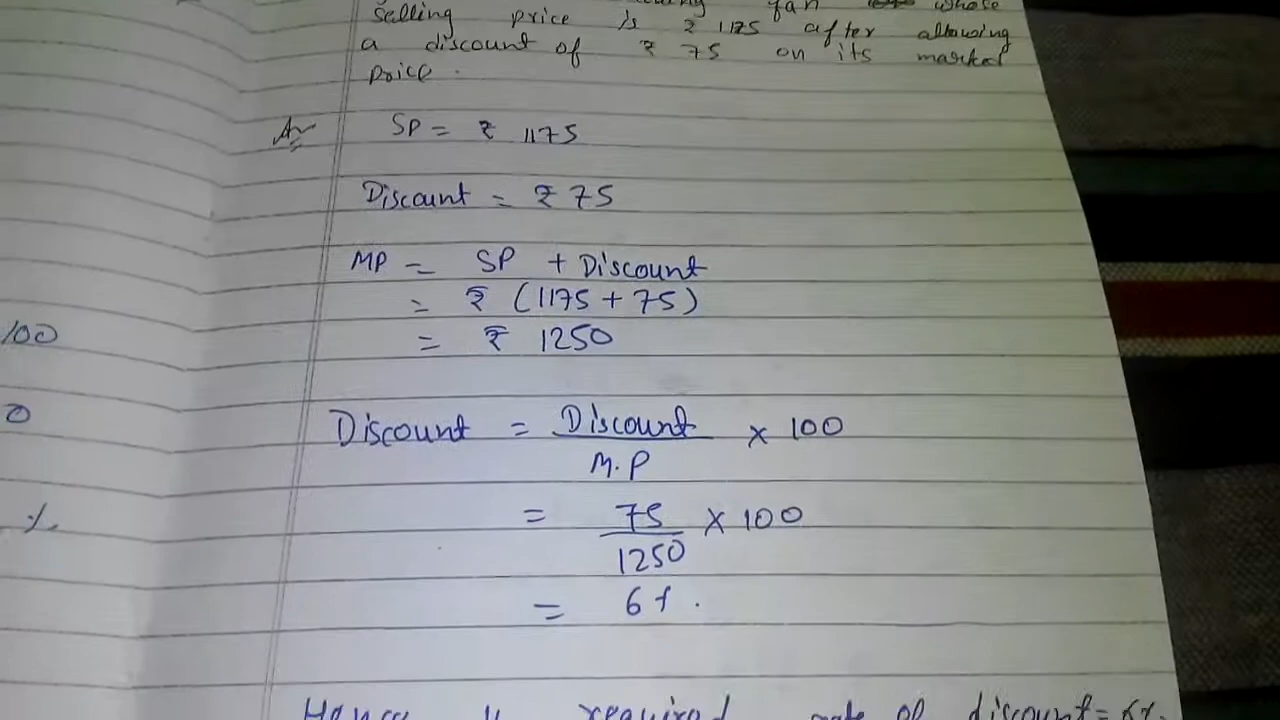 fan whose
Selling price is ₹ 1175 after allowing
a discount of ₹ 75 on its marked
price.
Ans SP = ₹ 1175
Discount = ₹ 75
MP = SP + Discount
= ₹ (1175 + 75)
100 = ₹ 1250
0 Discount = Discount × 100
M.P
% = 75 × 100
1250
= 6%.
Hence required rate of discount = 6%